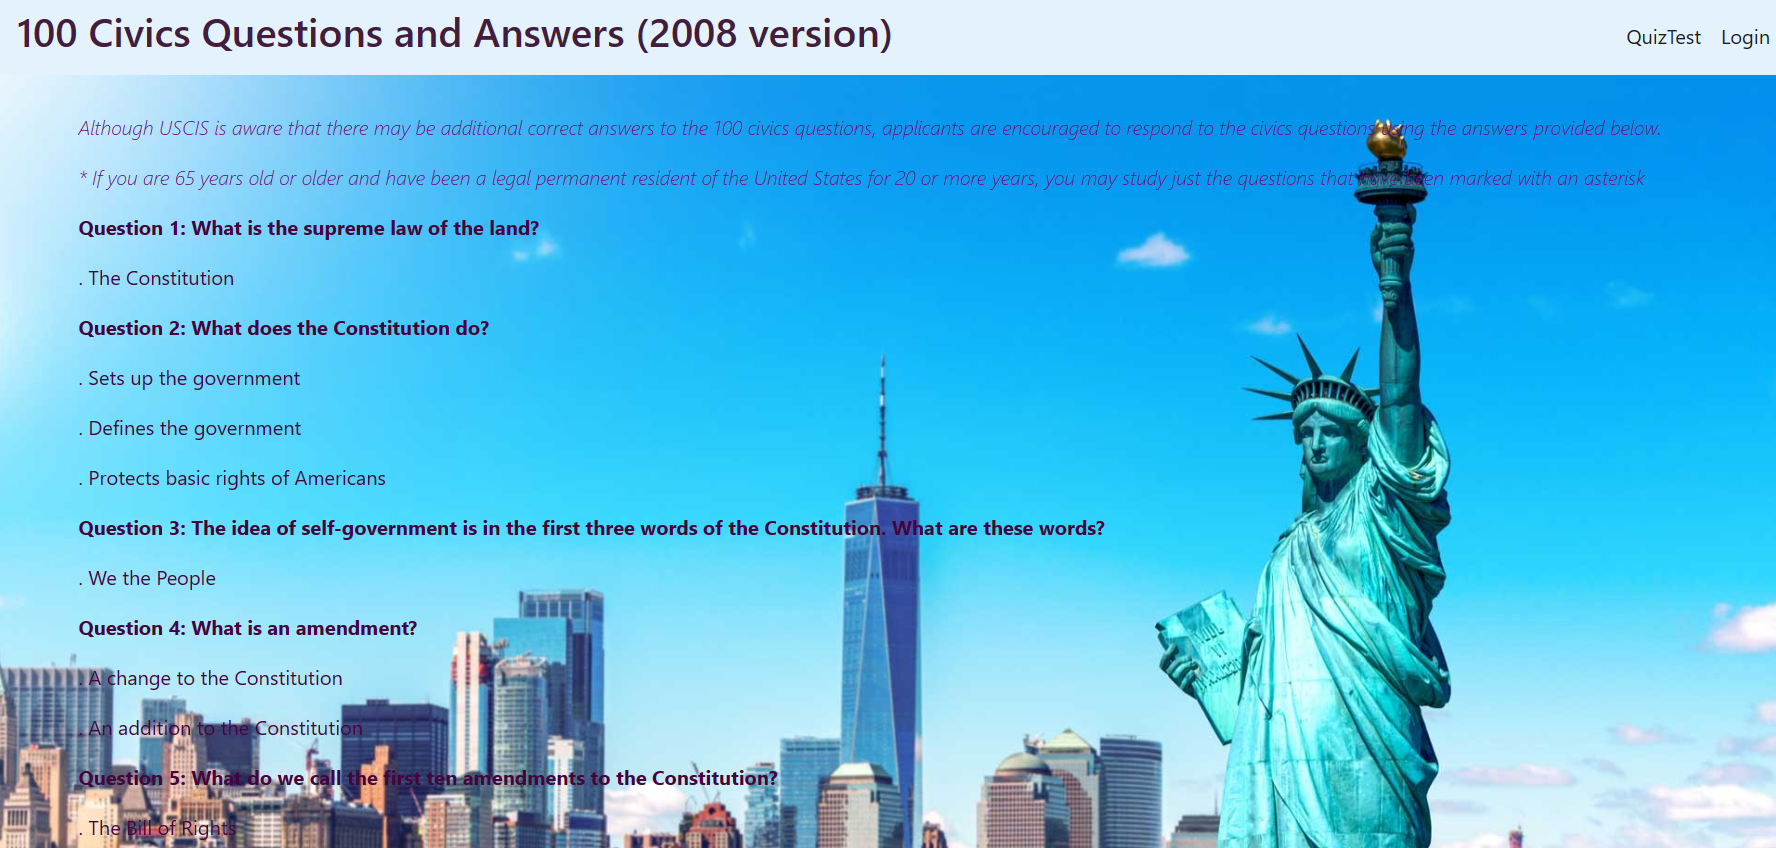 100 Civics Questions and Answers (2008 version)
QuizTest Login
Although USCIS is aware that there may be additional correct answers to the 100 civics questions, applicants are encouraged to respond to the civics questions using the answers provided below.
* If you are 65 years old or older and have been a legal permanent resident of the United States for 20 or more years, you may study just the questions that have been marked with an asterisk
Question 1: What is the supreme law of the land?
. The Constitution
Question 2: What does the Constitution do?
. Sets up the government
. Defines the government
. Protects basic rights of Americans
Question 3: The idea of self-government is in the first three words of the Constitution. What are these words?
. We the People
Question 4: What is an amendment?
. A change to the Constitution
. An addition to the Constitution
Question 5: What do we call the first ten amendments to the Constitution?
. The Bill of Rights